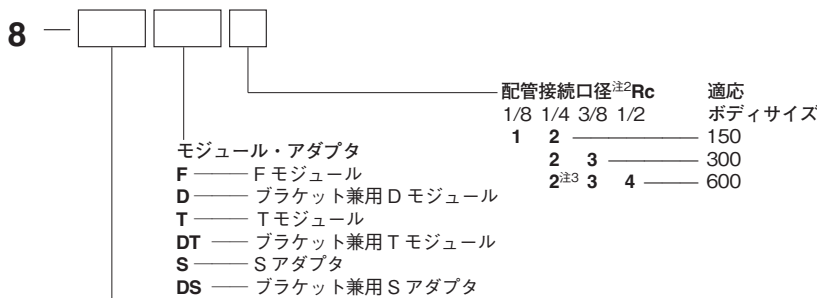 8 —
配管接続口径注2Rc 適応
1/8 1/4 3/8 1/2 ボディサイズ
1 2 150
2 3 300
2注3 3 4 600
モジュール・アダプタ
F F モジュール
D ブラケット兼用 D モジュール
T T モジュール
DT ブラケット兼用 T モジュール
S S アダプタ
DS ブラケット兼用 S アダプタ